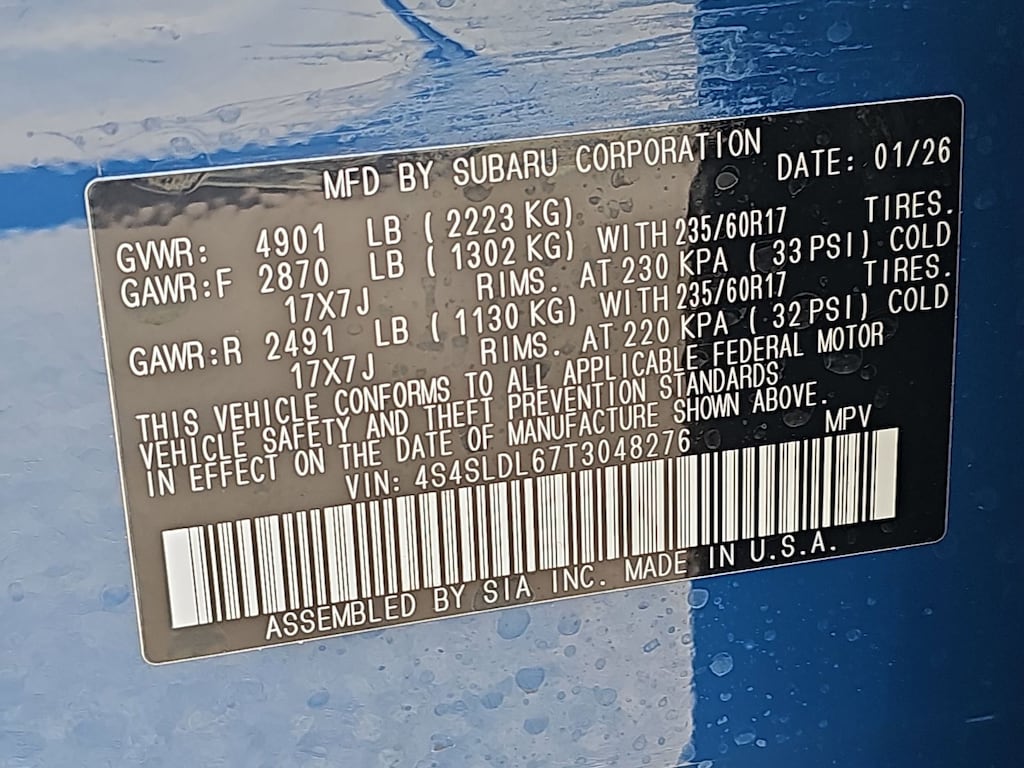 MFD BY SUBARU CORPORATION DATE: 01/26
GVWR: 4901 LB ( 2223 KG)
GAWR:F 2870 LB ( 1302 KG) WITH 235/60R17 TIRES.
17X7J RIMS. AT 230 KPA ( 33 PSI) COLD
GAWR:R 2491 LB ( 1130 KG) WITH 235/60R17 TIRES.
17X7J RIMS. AT 220 KPA ( 32 PSI) COLD
THIS VEHICLE CONFORMS TO ALL APPLICABLE FEDERAL MOTOR
VEHICLE SAFETY AND THEFT PREVENTION STANDARDS
IN EFFECT ON THE DATE OF MANUFACTURE SHOWN ABOVE.
VIN: 4S4SLDL67T3048276 MPV
ASSEMBLED BY SIA INC. MADE IN U.S.A.